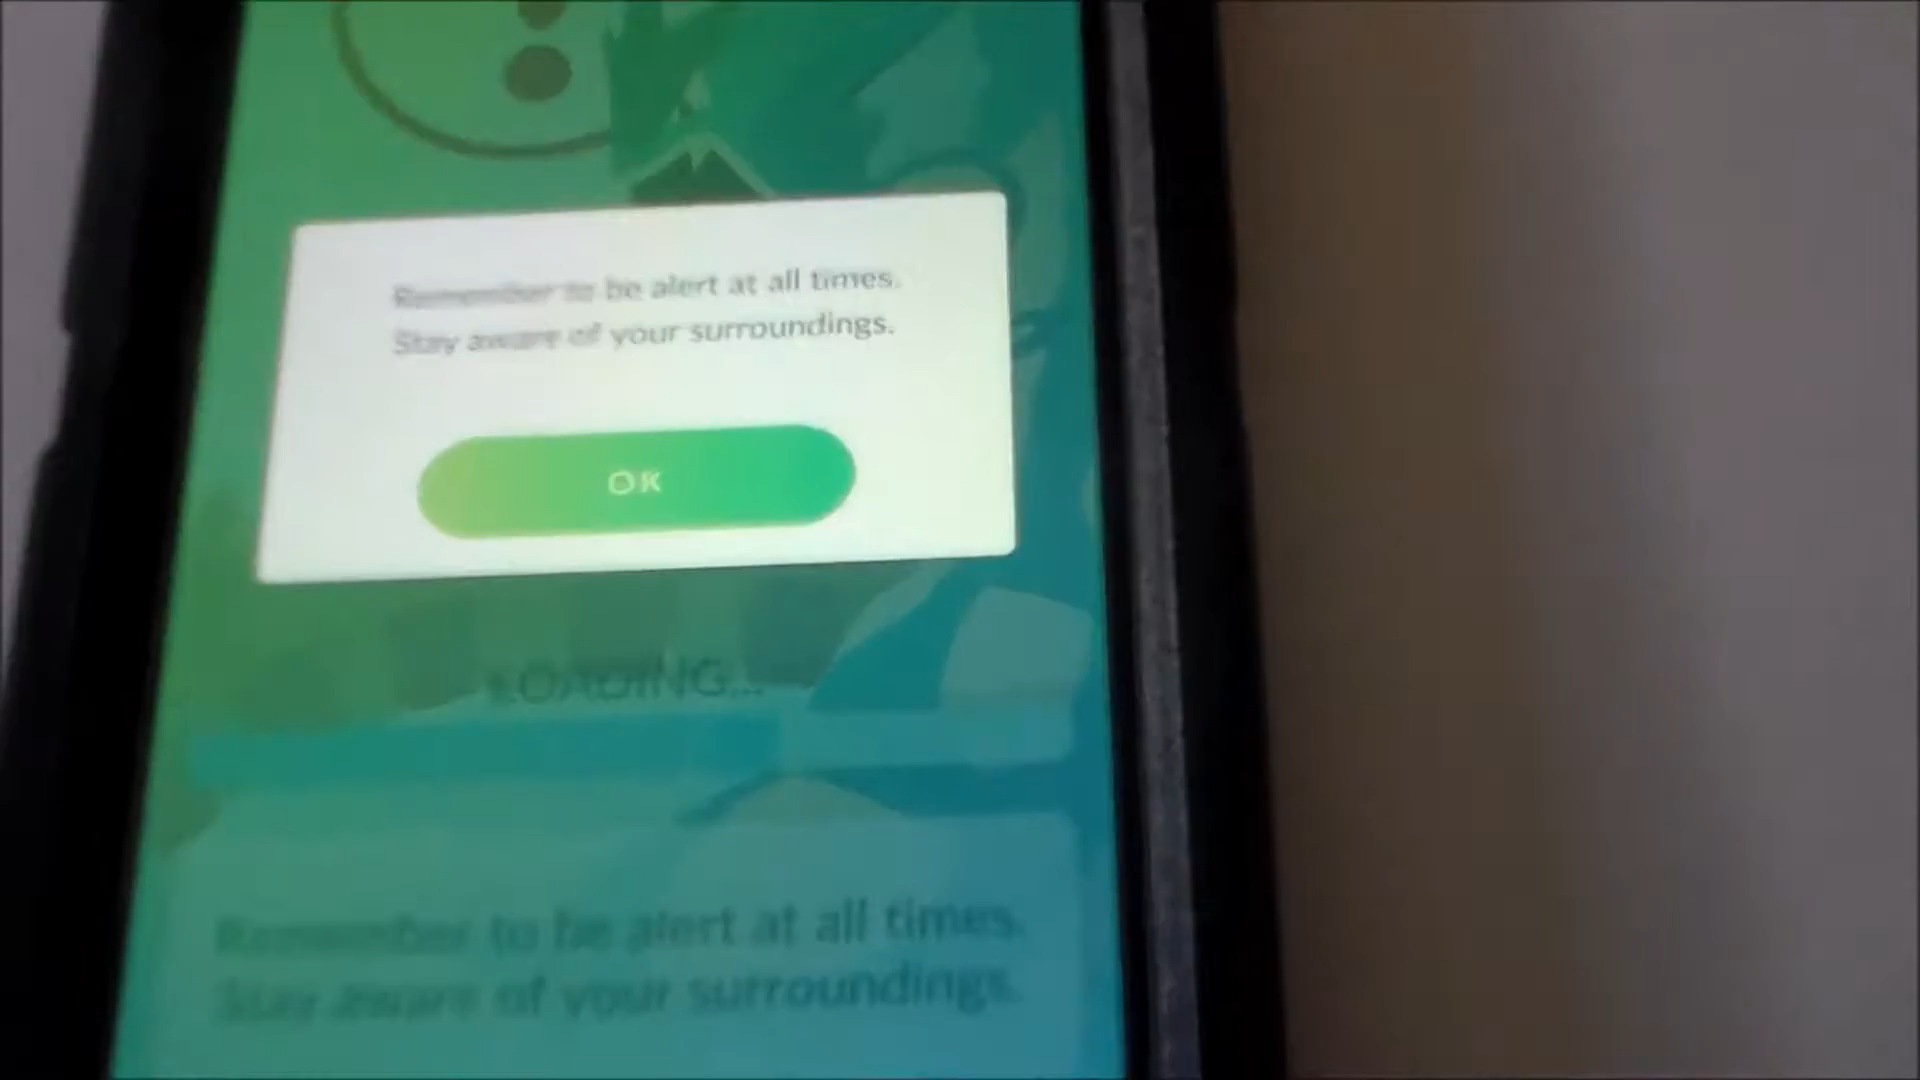 Remember to be alert at all times.
Stay aware of your surroundings.
OK
LOADING...
Remember to be alert at all times.
Stay aware of your surroundings.